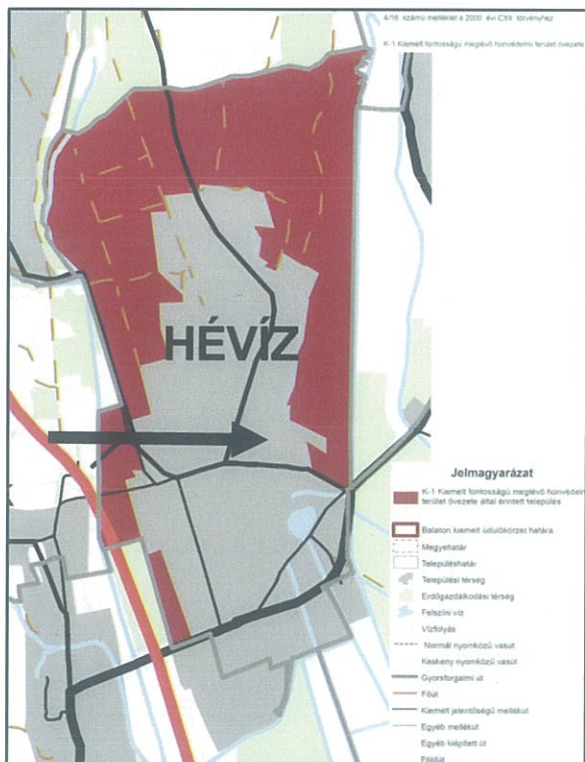 4/16. számú melléklet a 2000. évi CXII. törvényhez
K-1 Kiemelt fontosságú meglévő honvédelmi terület övezete
HÉVÍZ
Jelmagyarázat
K-1 Kiemelt fontosságú meglévő honvédelmi
terület övezete által érintett település
Balaton kiemelt üdülőkörzet határa
Megyehatár
Településhatár
Települési térség
Erdőgazdálkodási térség
Felszíni víz
Vízfolyás
Normál nyomközű vasút
Keskeny nyomközű vasút
Gyorsforgalmi út
Főút
Kiemelt jelentőségű mellékút
Egyéb mellékút
Egyéb kiépített út
Földút